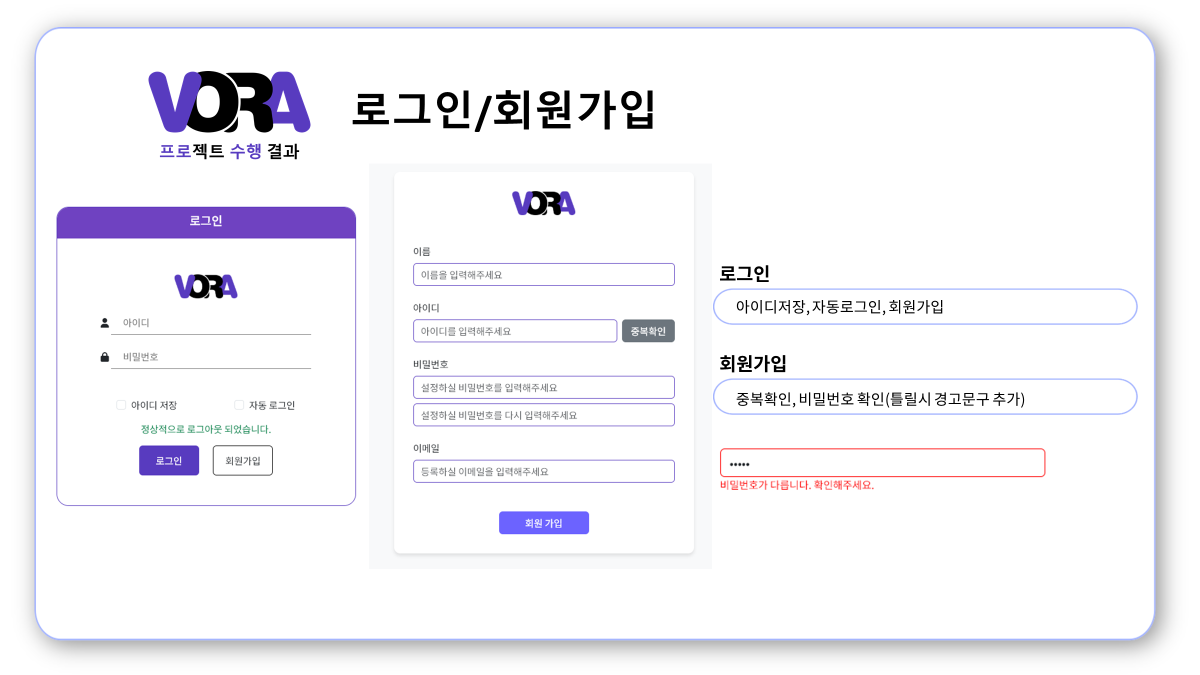 VORA
프로젝트 수행 결과
로그인/회원가입
로그인
VORA
아이디
비밀번호
아이디 저장
자동 로그인
정상적으로 로그아웃 되었습니다.
로그인
회원가입
VORA
이름
이름을 입력해주세요
아이디
아이디를 입력해주세요
중복확인
비밀번호
설정하실 비밀번호를 입력해주세요
설정하실 비밀번호를 다시 입력해주세요
이메일
등록하실 이메일을 입력해주세요
회원 가입
로그인
아이디저장, 자동로그인, 회원가입
회원가입
중복확인, 비밀번호 확인(틀릴시 경고문구 추가)
•••••
비밀번호가 다릅니다. 확인해주세요.